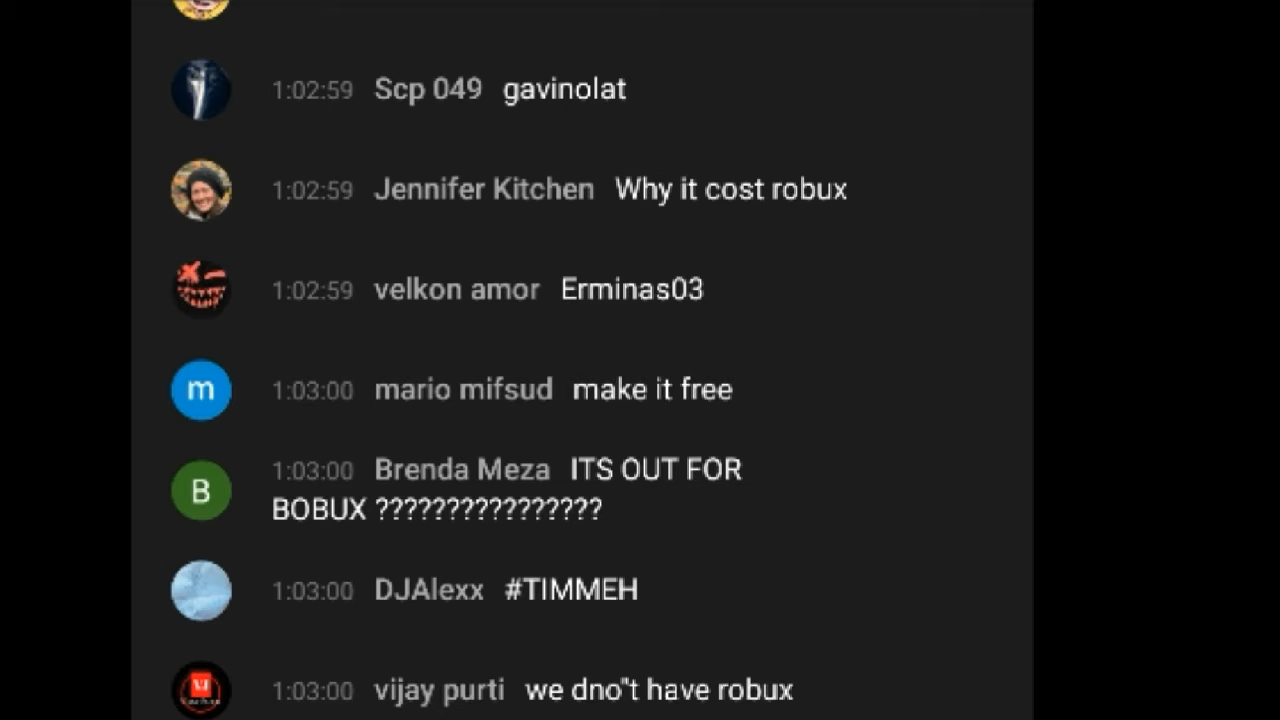 1:02:59 Scp 049 gavinolat
1:02:59 Jennifer Kitchen Why it cost robux
1:02:59 velkon amor Erminas03
m 1:03:00 mario mifsud make it free
B 1:03:00 Brenda Meza ITS OUT FOR
BOBUX ????????????????
1:03:00 DJAlexx #TIMMEH
1:03:00 vijay purti we dno"t have robux